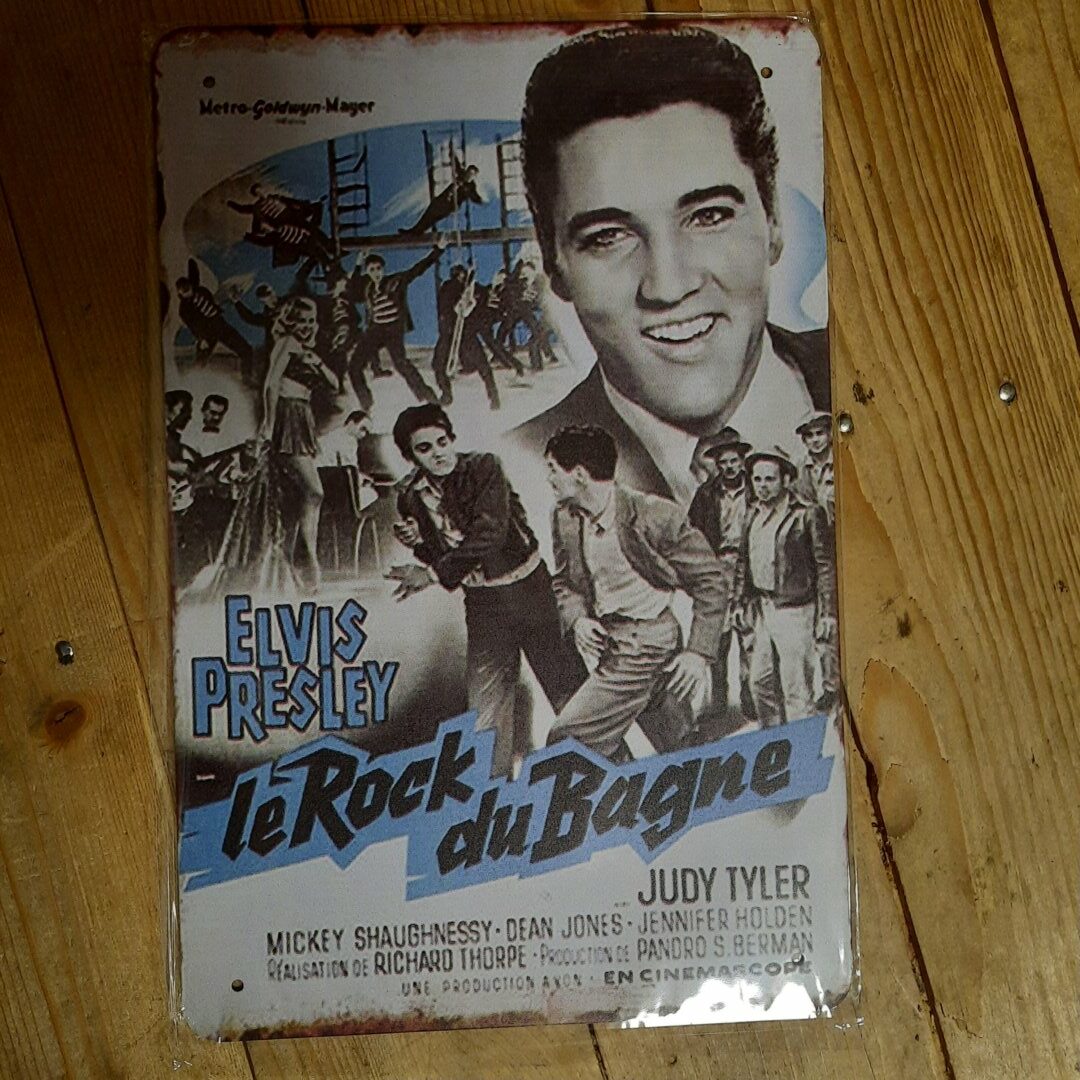 Metro-Goldwyn-Mayer
ELVIS
PRESLEY
le Rock
du Bagne
JUDY TYLER
MICKEY SHAUGHNESSY · DEAN JONES · JENNIFER HOLDEN
RÉALISATION DE RICHARD THORPE · PRODUCTION DE PANDRO S. BERMAN
UNE PRODUCTION AVON · EN CINEMASCOPE